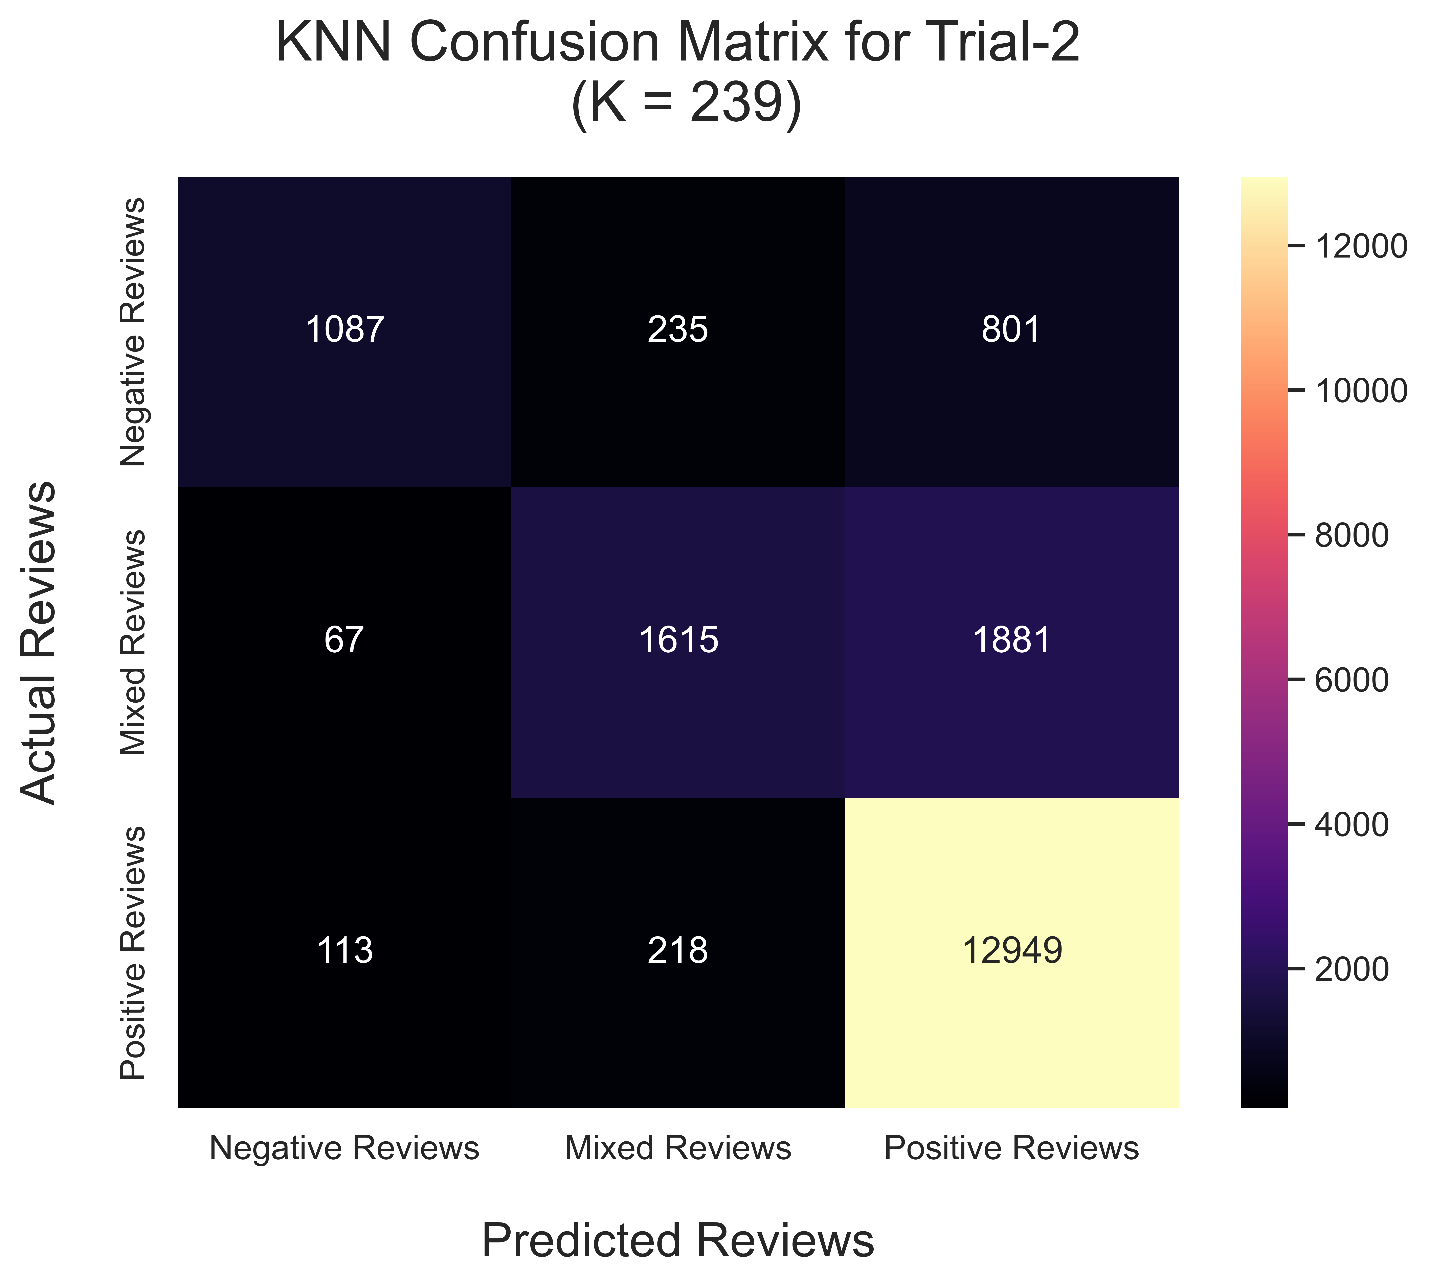 KNN Confusion Matrix for Trial-2
(K = 239)
Actual Reviews
Negative Reviews
1087
235
801
Mixed Reviews
67
1615
1881
Positive Reviews
113
218
12949
Negative Reviews
Mixed Reviews
Positive Reviews
Predicted Reviews
12000
10000
8000
6000
4000
2000